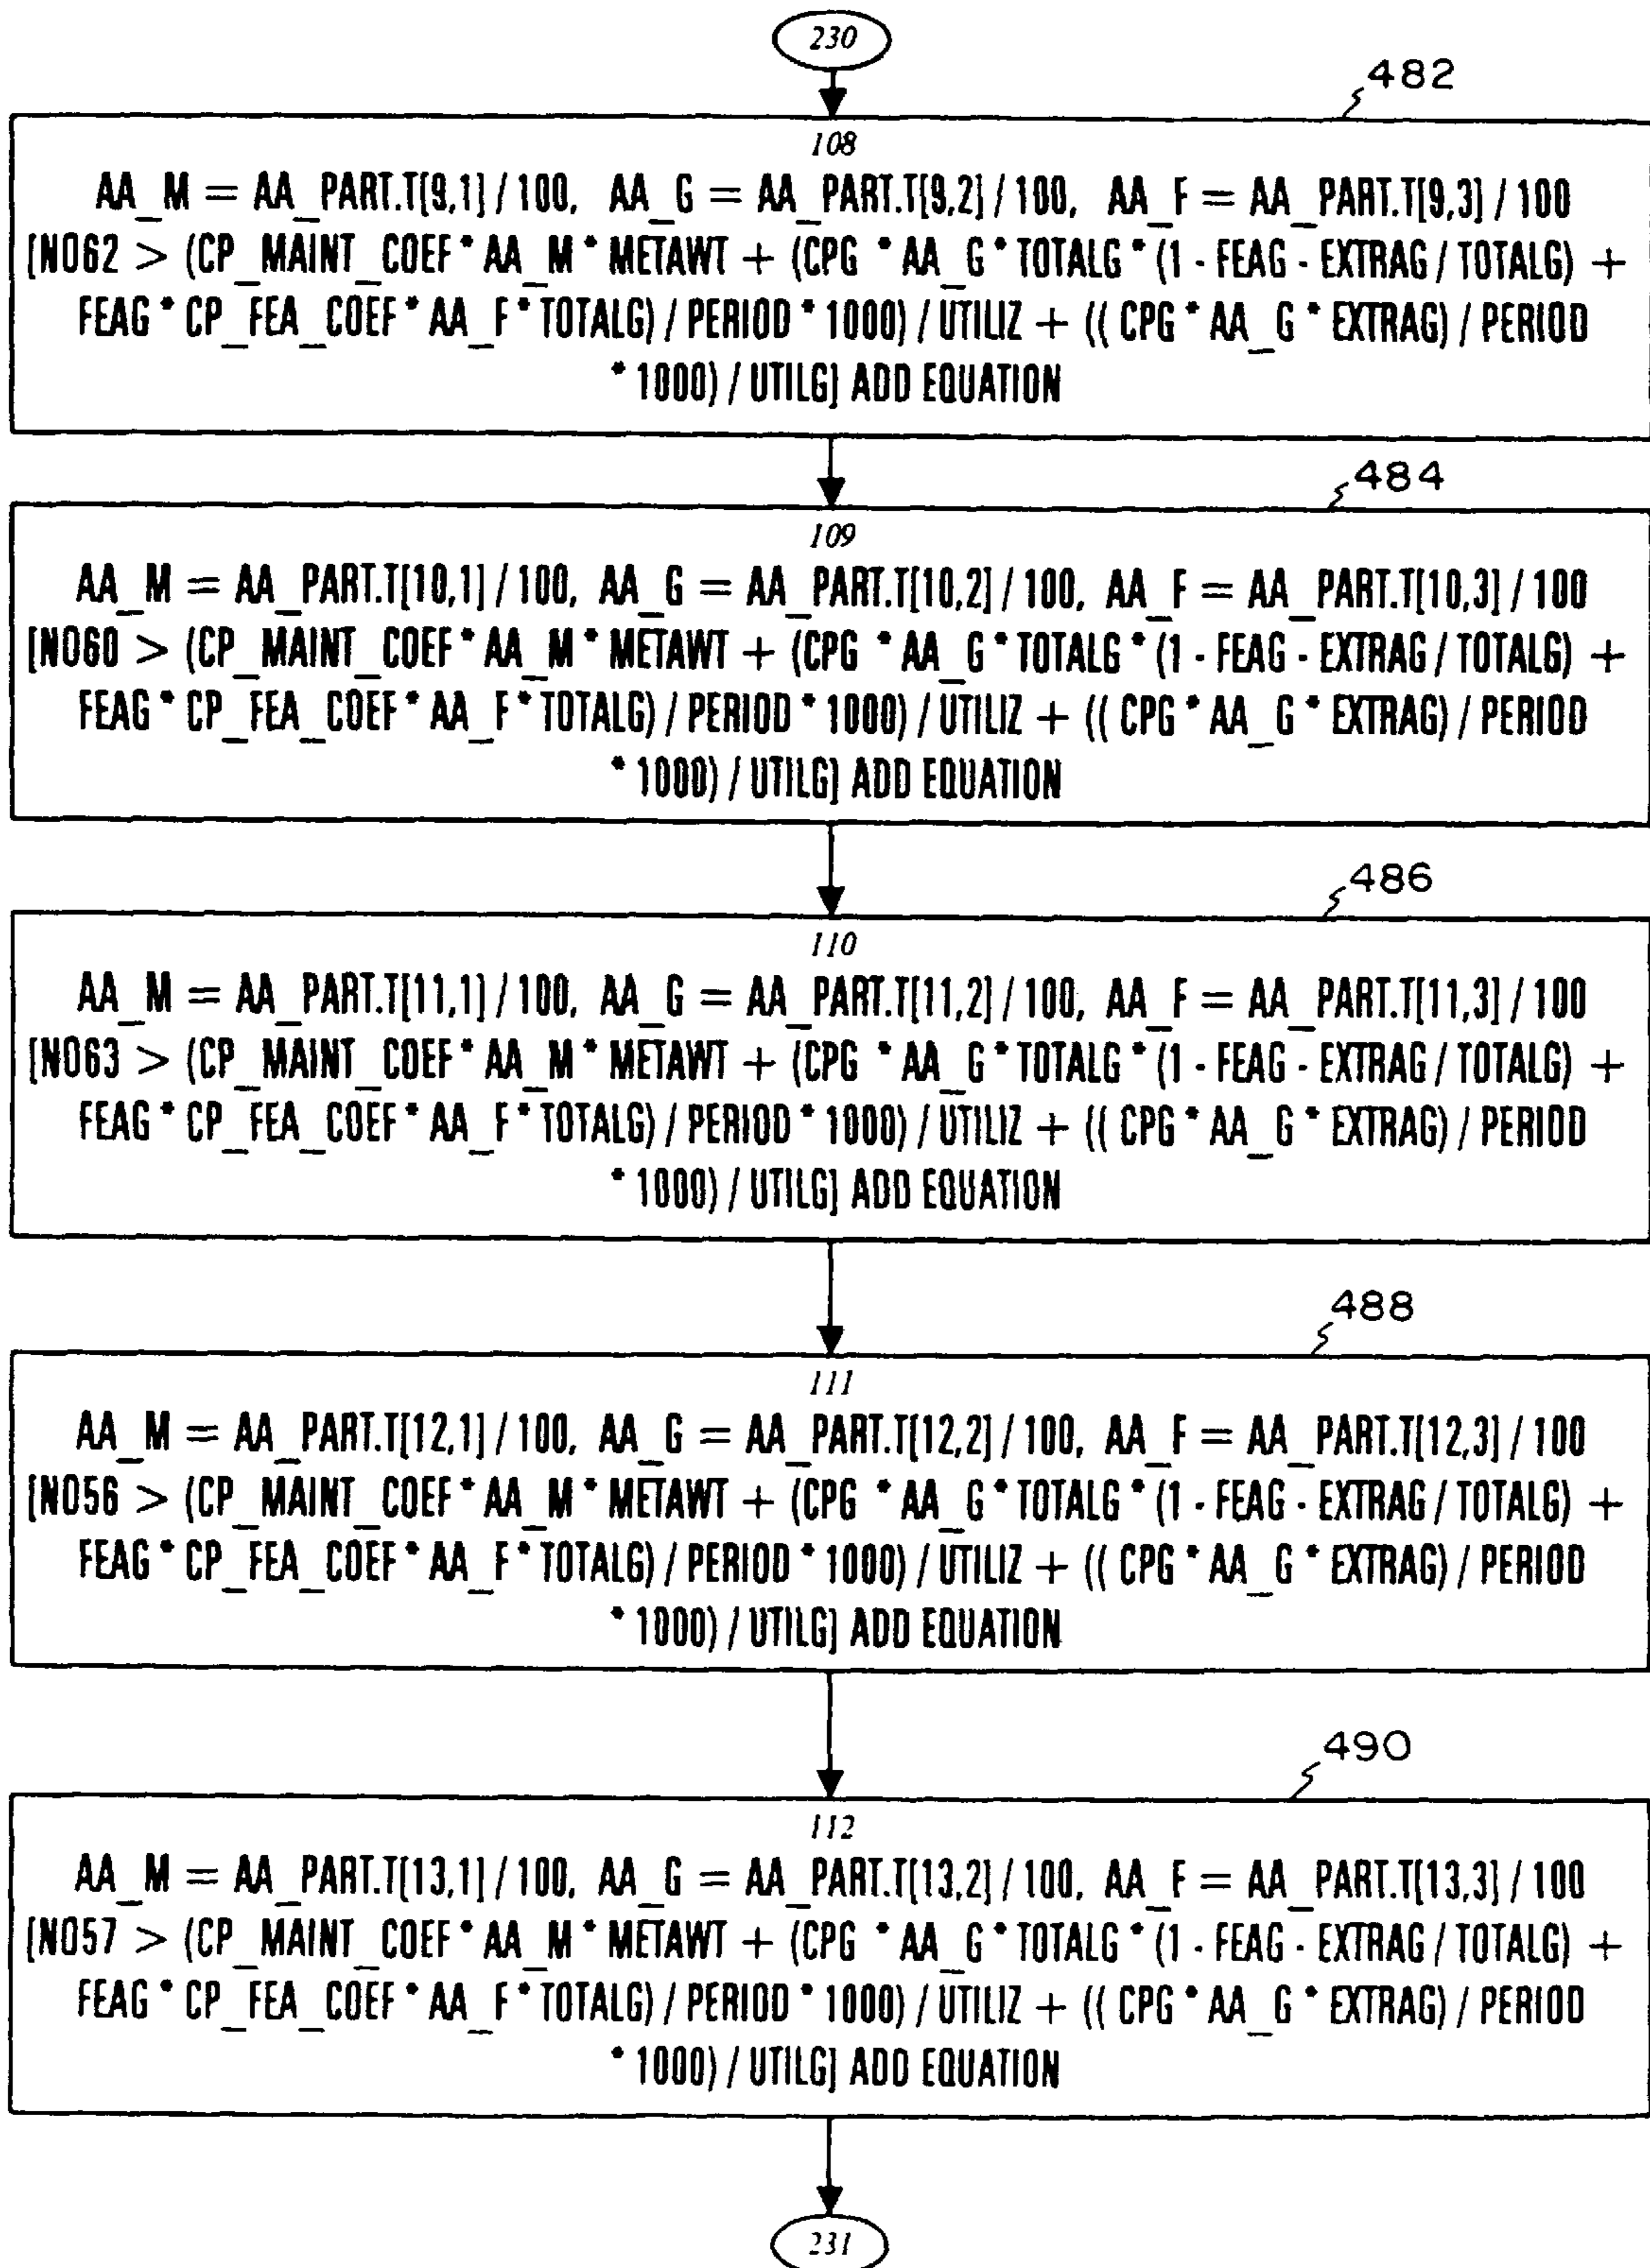 230
482
108
AA_M = AA_PART.T[9,1] / 100, AA_G = AA_PART.T[9,2] / 100, AA_F = AA_PART.T[9,3] / 100
[N062 > (CP_MAINT_COEF * AA_M * METAWT + (CPG * AA_G * TOTALG * (1 - FEAG - EXTRAG / TOTALG) +
FEAG * CP_FEA_COEF * AA_F * TOTALG) / PERIOD * 1000) / UTILIZ + (( CPG * AA_G * EXTRAG) / PERIOD
* 1000) / UTILG] ADD EQUATION
484
109
AA_M = AA_PART.T[10,1] / 100, AA_G = AA_PART.T[10,2] / 100, AA_F = AA_PART.T[10,3] / 100
[N060 > (CP_MAINT_COEF * AA_M * METAWT + (CPG * AA_G * TOTALG * (1 - FEAG - EXTRAG / TOTALG) +
FEAG * CP_FEA_COEF * AA_F * TOTALG) / PERIOD * 1000) / UTILIZ + (( CPG * AA_G * EXTRAG) / PERIOD
* 1000) / UTILG] ADD EQUATION
486
110
AA_M = AA_PART.T[11,1] / 100, AA_G = AA_PART.T[11,2] / 100, AA_F = AA_PART.T[11,3] / 100
[N063 > (CP_MAINT_COEF * AA_M * METAWT + (CPG * AA_G * TOTALG * (1 - FEAG - EXTRAG / TOTALG) +
FEAG * CP_FEA_COEF * AA_F * TOTALG) / PERIOD * 1000) / UTILIZ + (( CPG * AA_G * EXTRAG) / PERIOD
* 1000) / UTILG] ADD EQUATION
488
111
AA_M = AA_PART.T[12,1] / 100, AA_G = AA_PART.T[12,2] / 100, AA_F = AA_PART.T[12,3] / 100
[N056 > (CP_MAINT_COEF * AA_M * METAWT + (CPG * AA_G * TOTALG * (1 - FEAG - EXTRAG / TOTALG) +
FEAG * CP_FEA_COEF * AA_F * TOTALG) / PERIOD * 1000) / UTILIZ + (( CPG * AA_G * EXTRAG) / PERIOD
* 1000) / UTILG] ADD EQUATION
490
112
AA_M = AA_PART.T[13,1] / 100, AA_G = AA_PART.T[13,2] / 100, AA_F = AA_PART.T[13,3] / 100
[N057 > (CP_MAINT_COEF * AA_M * METAWT + (CPG * AA_G * TOTALG * (1 - FEAG - EXTRAG / TOTALG) +
FEAG * CP_FEA_COEF * AA_F * TOTALG) / PERIOD * 1000) / UTILIZ + (( CPG * AA_G * EXTRAG) / PERIOD
* 1000) / UTILG] ADD EQUATION
231